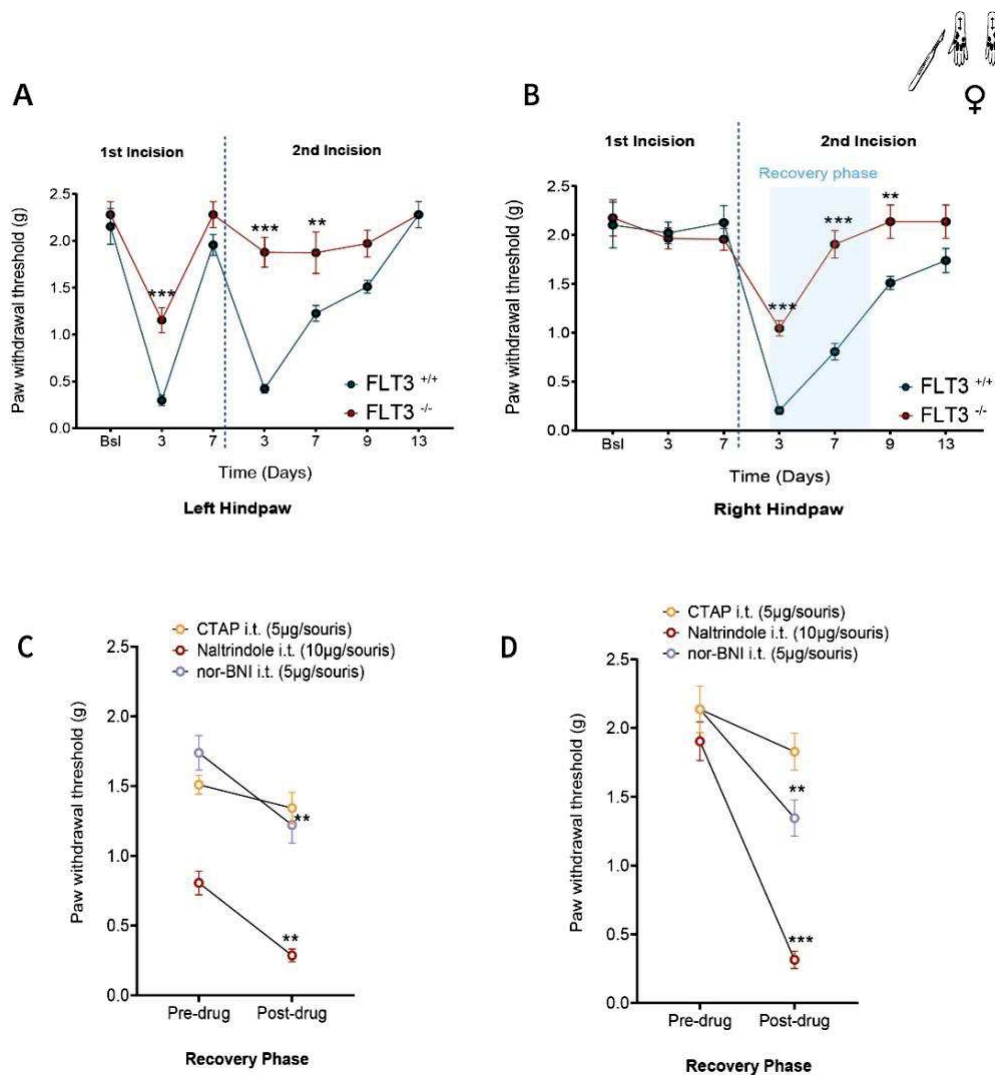 A
1st Incision 2nd Incision
*** *** **
2.5
2.0
1.5
1.0
0.5
0.0
Paw withdrawal threshold (g)
FLT3 +/+
FLT3 -/-
Bsl 3 7 3 7 9 13
Time (Days)
Left Hindpaw
B
♀
1st Incision 2nd Incision
Recovery phase
*** *** **
2.5
2.0
1.5
1.0
0.5
0.0
Paw withdrawal threshold (g)
FLT3 +/+
FLT3 -/-
Bsl 3 7 3 7 9 13
Time (Days)
Right Hindpaw
C
CTAP i.t. (5µg/souris)
Naltrindole i.t. (10µg/souris)
nor-BNI i.t. (5µg/souris)
2.5
2.0
1.5
1.0
0.5
0.0
Paw withdrawal threshold (g)
**
**
Pre-drug Post-drug
Recovery Phase
D
CTAP i.t. (5µg/souris)
Naltrindole i.t. (10µg/souris)
nor-BNI i.t. (5µg/souris)
2.5
2.0
1.5
1.0
0.5
0.0
Paw withdrawal threshold (g)
**
***
Pre-drug Post-drug
Recovery Phase